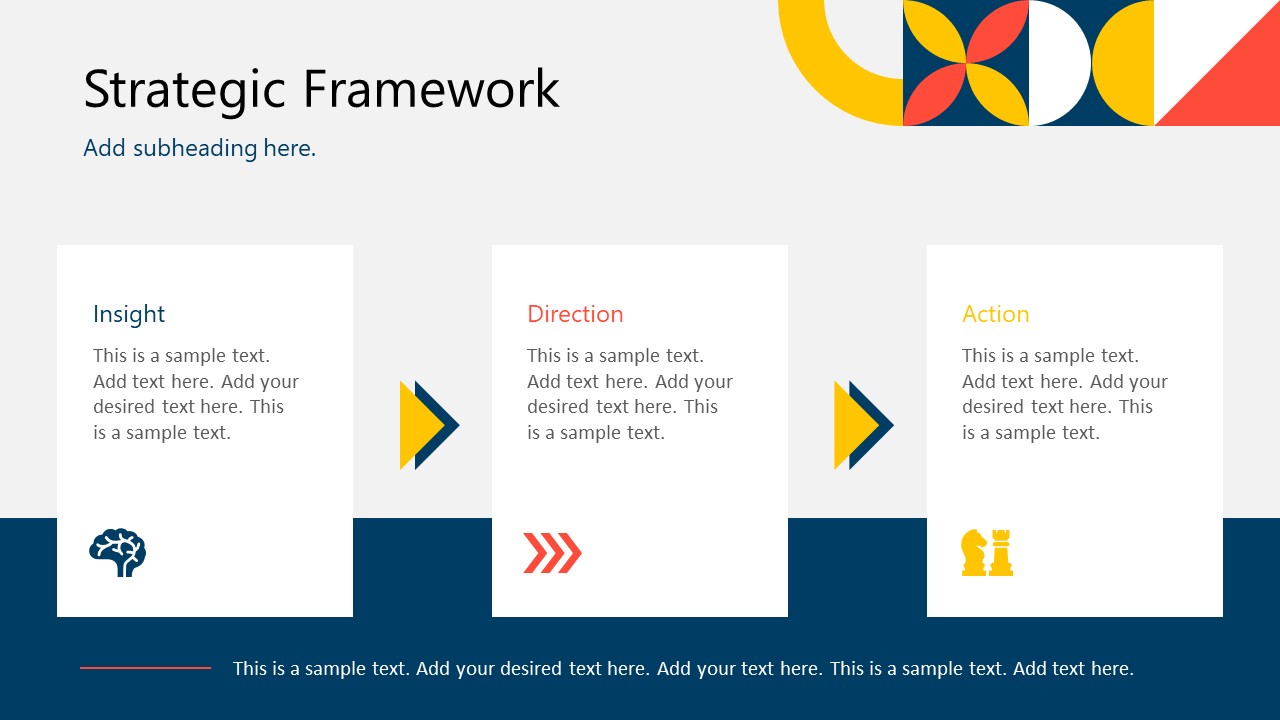 Strategic Framework
Add subheading here.
Insight
This is a sample text.
Add text here. Add your
desired text here. This
is a sample text.
Direction
This is a sample text.
Add text here. Add your
desired text here. This
is a sample text.
Action
This is a sample text.
Add text here. Add your
desired text here. This
is a sample text.
This is a sample text. Add your desired text here. Add your text here. This is a sample text. Add text here.